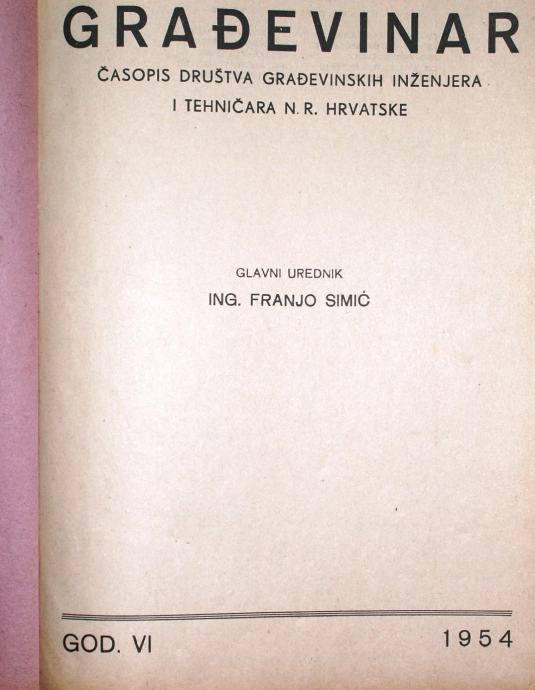 GRAĐEVINAR
ČASOPIS DRUŠTVA GRAĐEVINSKIH INŽENJERA
I TEHNIČARA N. R. HRVATSKE
GLAVNI UREDNIK
ING. FRANJO SIMIĆ
GOD. VI 1954